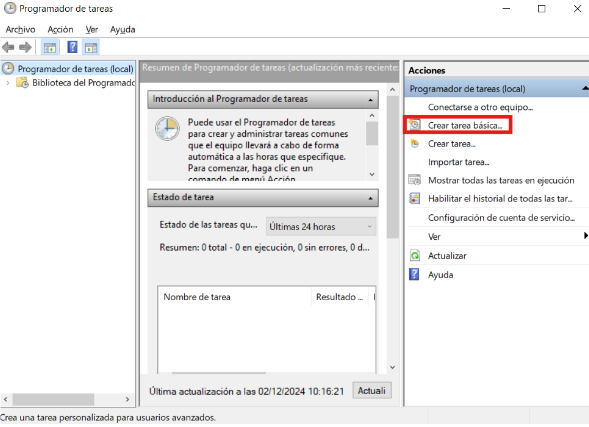 Programador de tareas
Archivo Acción Ver Ayuda
Programador de tareas (local)
Biblioteca del Programado
Resumen de Programador de tareas (actualización más reciente:
Introducción al Programador de tareas
Puede usar el Programador de tareas
para crear y administrar tareas comunes
que el equipo llevará a cabo de forma
automática a las horas que especifique.
Para comenzar, haga clic en un
comando de menú Acción.
Estado de tarea
Estado de las tareas qu... Últimas 24 horas
Resumen: 0 total - 0 en ejecución, 0 sin errores, 0 d...
Nombre de tarea Resultado ...
Última actualización a las 02/12/2024 10:16:21 Actuali
Acciones
Programador de tareas (local)
Conectarse a otro equipo...
Crear tarea básica...
Crear tarea...
Importar tarea...
Mostrar todas las tareas en ejecución
Habilitar el historial de todas las tar...
Configuración de cuenta de servicio...
Ver
Actualizar
Ayuda
Crea una tarea personalizada para usuarios avanzados.